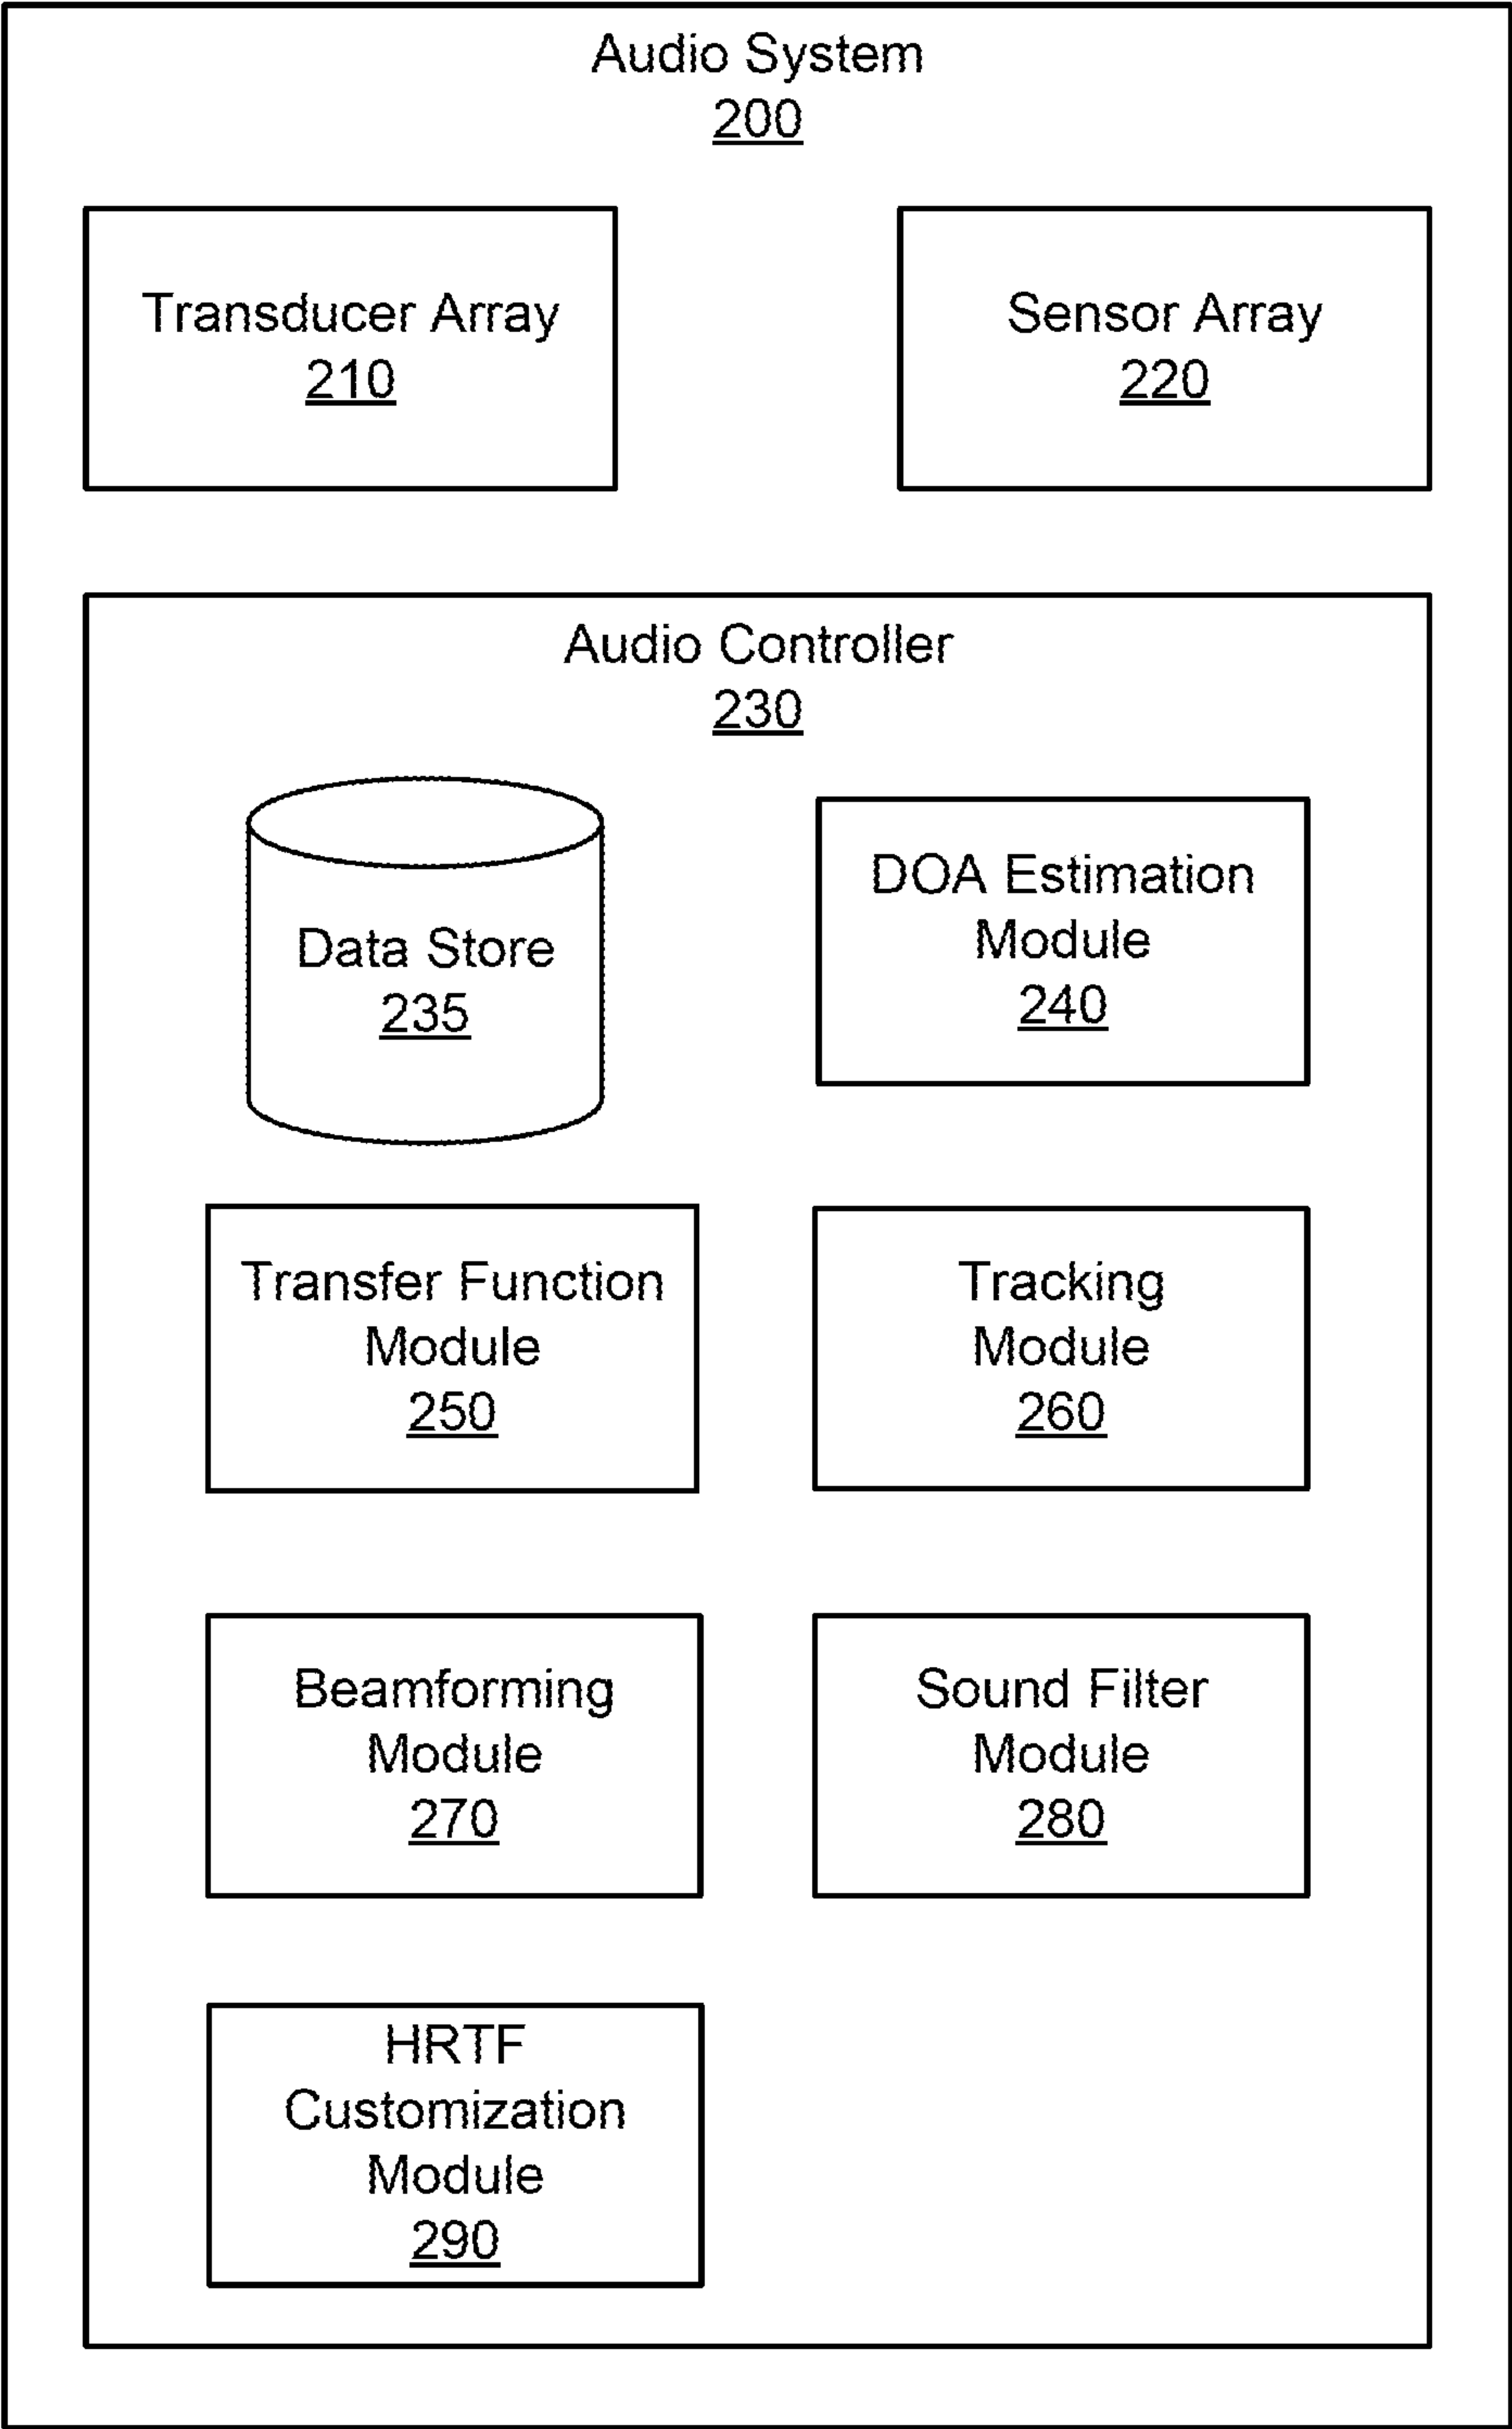 Audio System
200
Transducer Array
210
Sensor Array
220
Audio Controller
230
Data Store
235
DOA Estimation
Module
240
Transfer Function
Module
250
Tracking
Module
260
Beamforming
Module
270
Sound Filter
Module
280
HRTF
Customization
Module
290